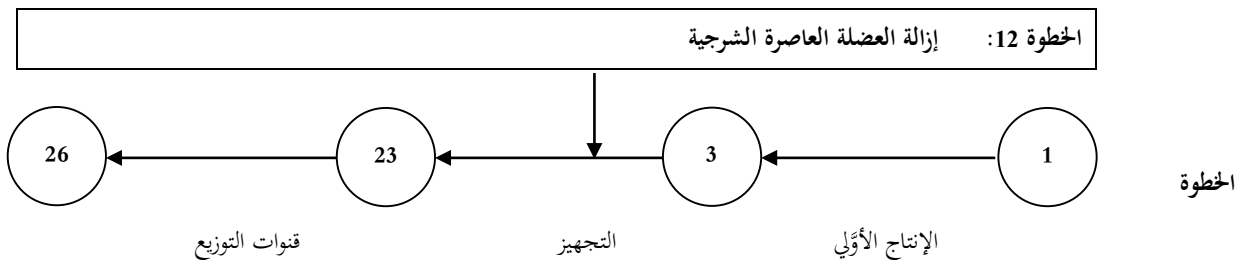 الخطوة 12: إزالة العضلة العاصرة الشرجية
الخطوة 1 3 23 26
الإنتاج الأوَّلي التجهيز قنوات التوزيع